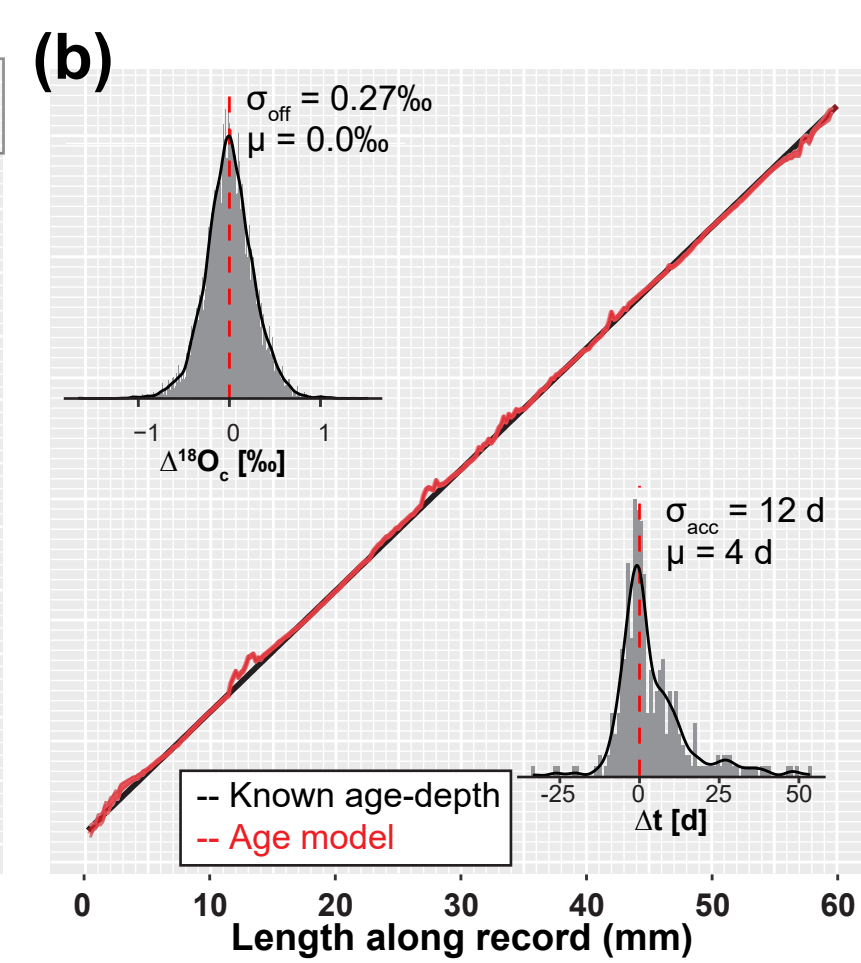 (b)
σoff = 0.27‰
μ = 0.0‰
−1 0 1
Δ¹⁸Oc [‰]
σacc = 12 d
μ = 4 d
-25 0 25 50
Δt [d]
-- Known age-depth
-- Age model
0 10 20 30 40 50 60
Length along record (mm)